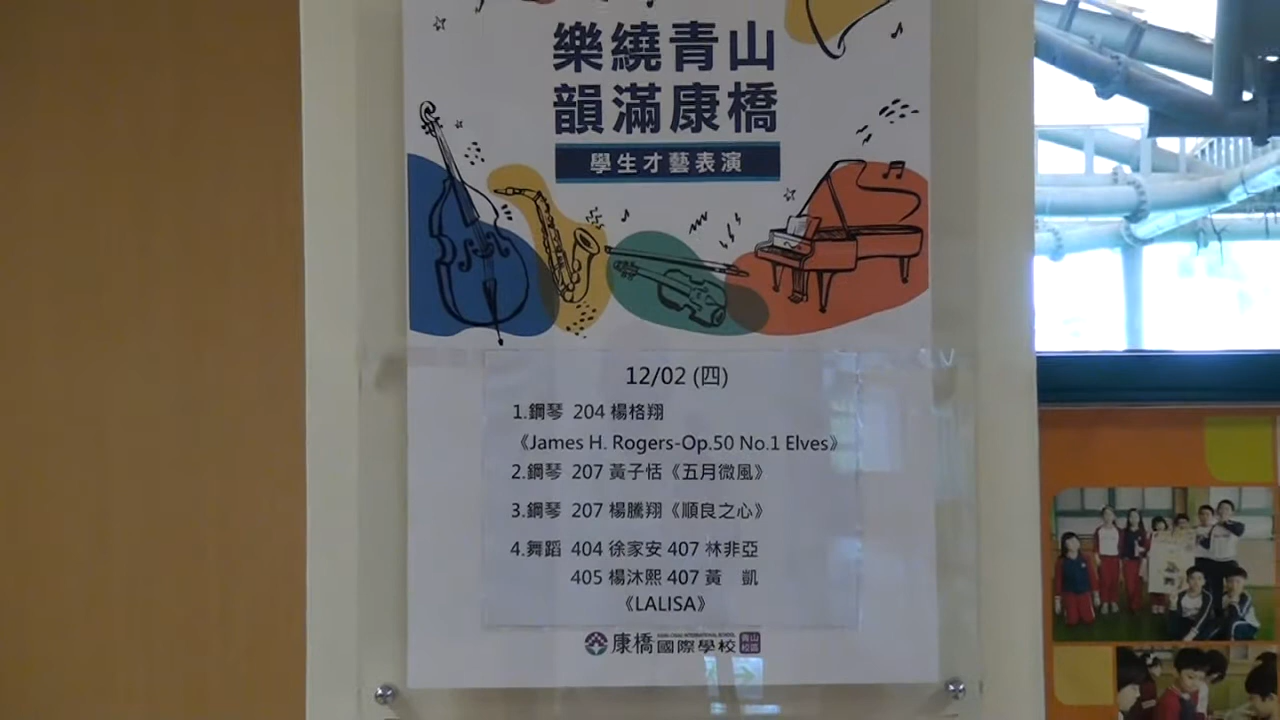 樂繞青山
韻滿康橋
學生才藝表演
12/02 (四)
1.鋼琴 204 楊格翔
《James H. Rogers-Op.50 No.1 Elves》
2.鋼琴 207 黃子恬《五月微風》
3.鋼琴 207 楊騰翔《順良之心》
4.舞蹈 404 徐家安 407 林非亞
405 楊沐熙 407 黃　凱
《LALISA》
康橋國際學校 青山校區